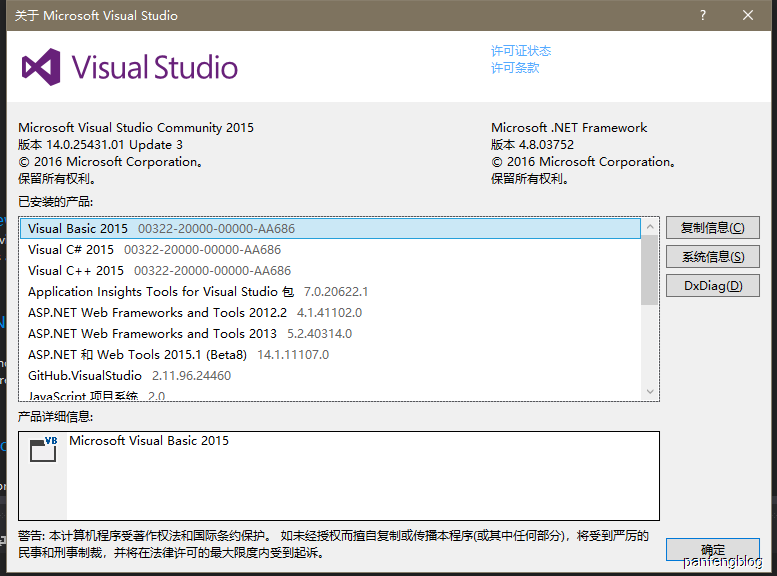 关于 Microsoft Visual Studio
?
Visual Studio
许可证状态
许可条款
Microsoft Visual Studio Community 2015
版本 14.0.25431.01 Update 3
© 2016 Microsoft Corporation。
保留所有权利。
Microsoft .NET Framework
版本 4.8.03752
© 2016 Microsoft Corporation。
保留所有权利。
已安装的产品:
Visual Basic 2015 00322-20000-00000-AA686
Visual C# 2015 00322-20000-00000-AA686
Visual C++ 2015 00322-20000-00000-AA686
Application Insights Tools for Visual Studio 包 7.0.20622.1
ASP.NET Web Frameworks and Tools 2012.2 4.1.41102.0
ASP.NET Web Frameworks and Tools 2013 5.2.40314.0
ASP.NET 和 Web Tools 2015.1 (Beta8) 14.1.11107.0
GitHub.VisualStudio 2.11.96.24460
JavaScript 项目系统 2.0
复制信息(C)
系统信息(S)
DxDiag(D)
产品详细信息:
VB
Microsoft Visual Basic 2015
警告: 本计算机程序受著作权法和国际条约保护。 如未经授权而擅自复制或传播本程序(或其中任何部分)，将受到严厉的
民事和刑事制裁，并将在法律许可的最大限度内受到起诉。
确定
panfengblog